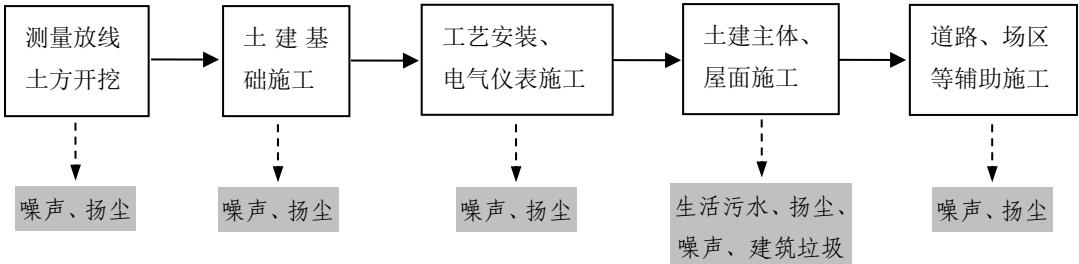 测量放线
土方开挖
土建基
础施工
工艺安装、
电气仪表施工
土建主体、
屋面施工
道路、场区
等辅助施工
噪声、扬尘
噪声、扬尘
噪声、扬尘
生活污水、扬尘、
噪声、建筑垃圾
噪声、扬尘